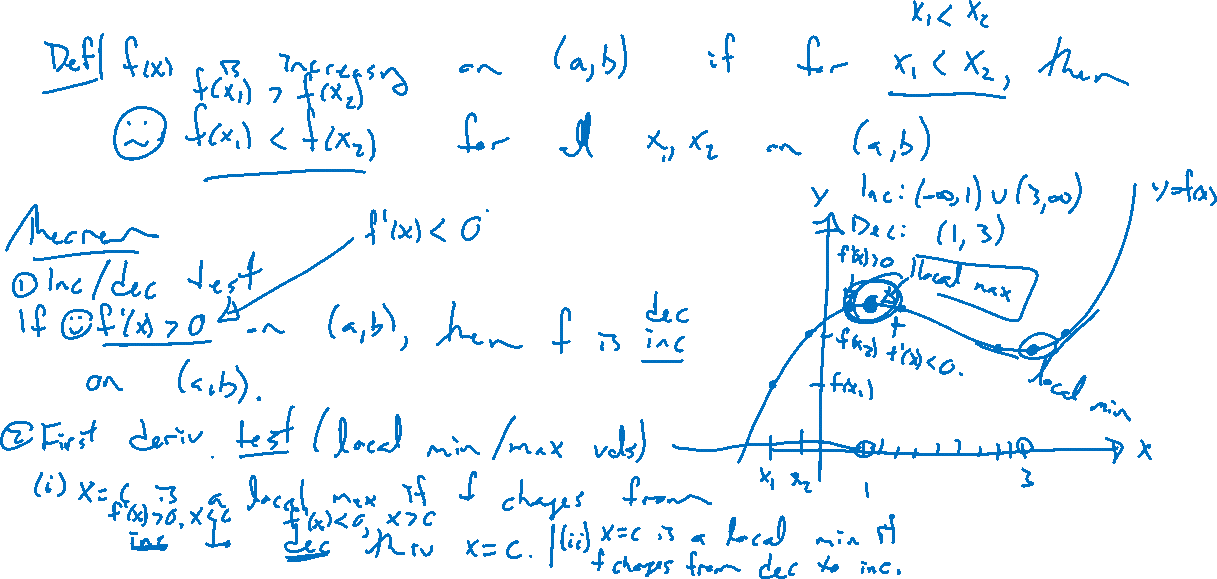 x₁ < x₂
Def| f(x) is increasing on (a,b) if for x₁ < x₂, then
f(x₁) > f(x₂)
f(x₁) < f(x₂) for all x₁, x₂ on (a,b)
Theorem
f'(x) < 0
① Inc/dec test
If f'(x) > 0 on (a,b), then f is inc
dec
on (a,b).
② First deriv. test (local min/max vals)
(i) x=c is a local max if f changes from
f'(x)>0, x<c f'(x)<0, x>c
inc to dec thru x=c.
(ii) x=c is a local min if
f changes from dec to inc.
y
Inc: (-∞,1) ∪ (3,∞)
y=f(x)
Dec: (1,3)
f'(x)>0
local max
f(x₂)
f'(x)<0.
f(x₁)
local min
x₁ x₂ 1 3 x